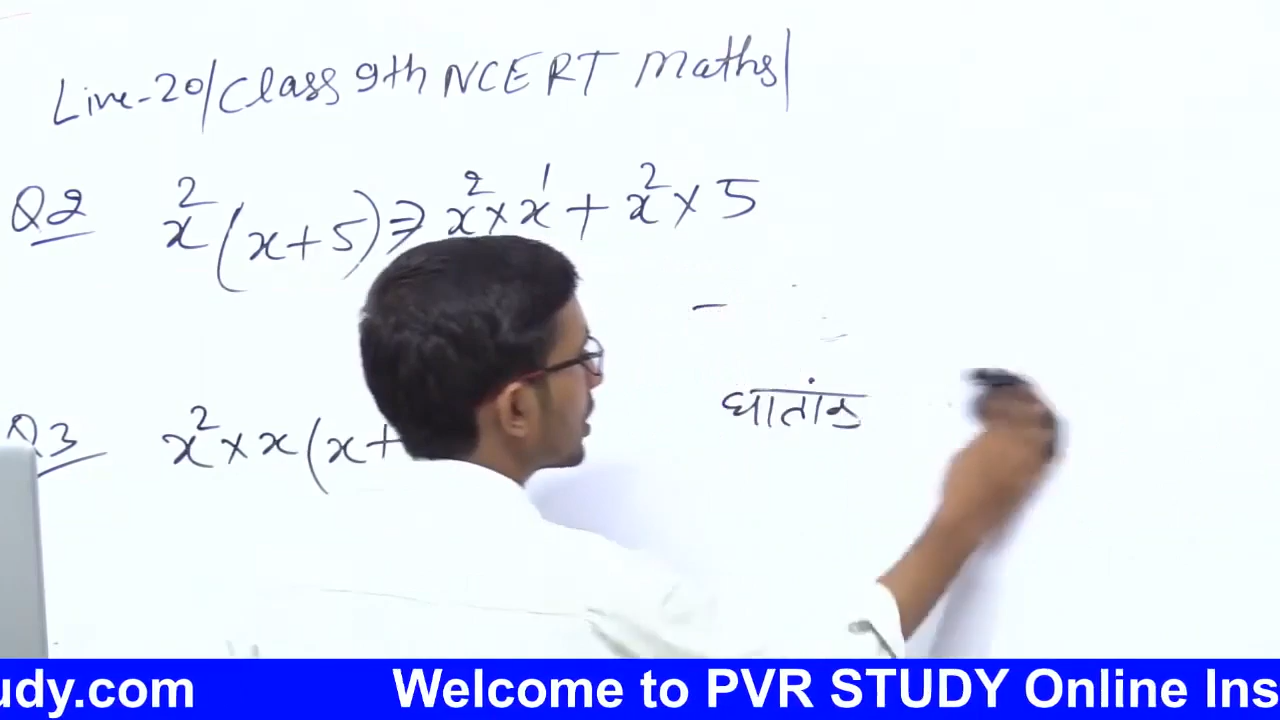 Live-20/Class 9th NCERT Maths/
Q2 x²(x+5) ⇒ x²×x¹+x²×5
घातांक
Q3 x²×x(x+
udy.com Welcome to PVR STUDY Online Ins